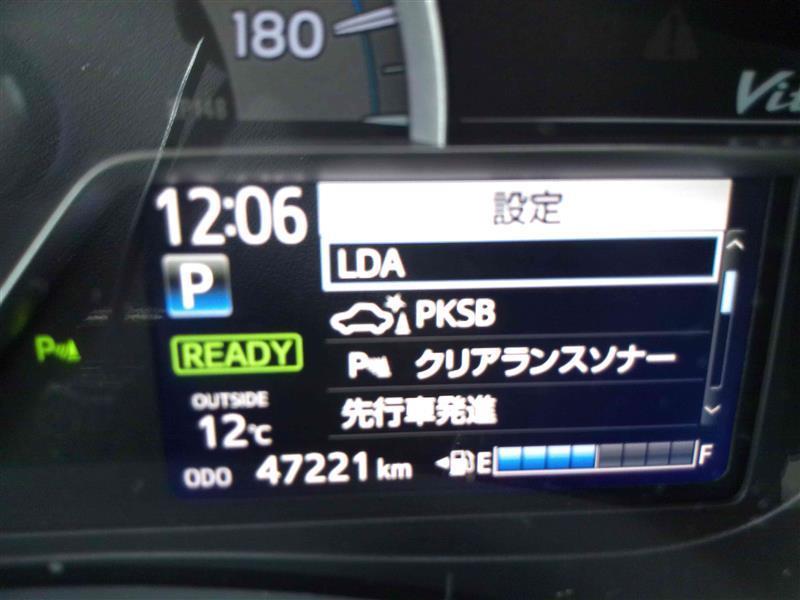 180
Vit
12:06
設定
LDA
P
PKSB
READY
P クリアランスソナー
OUTSIDE
12℃
先行車発進
ODO 47221 km
E F